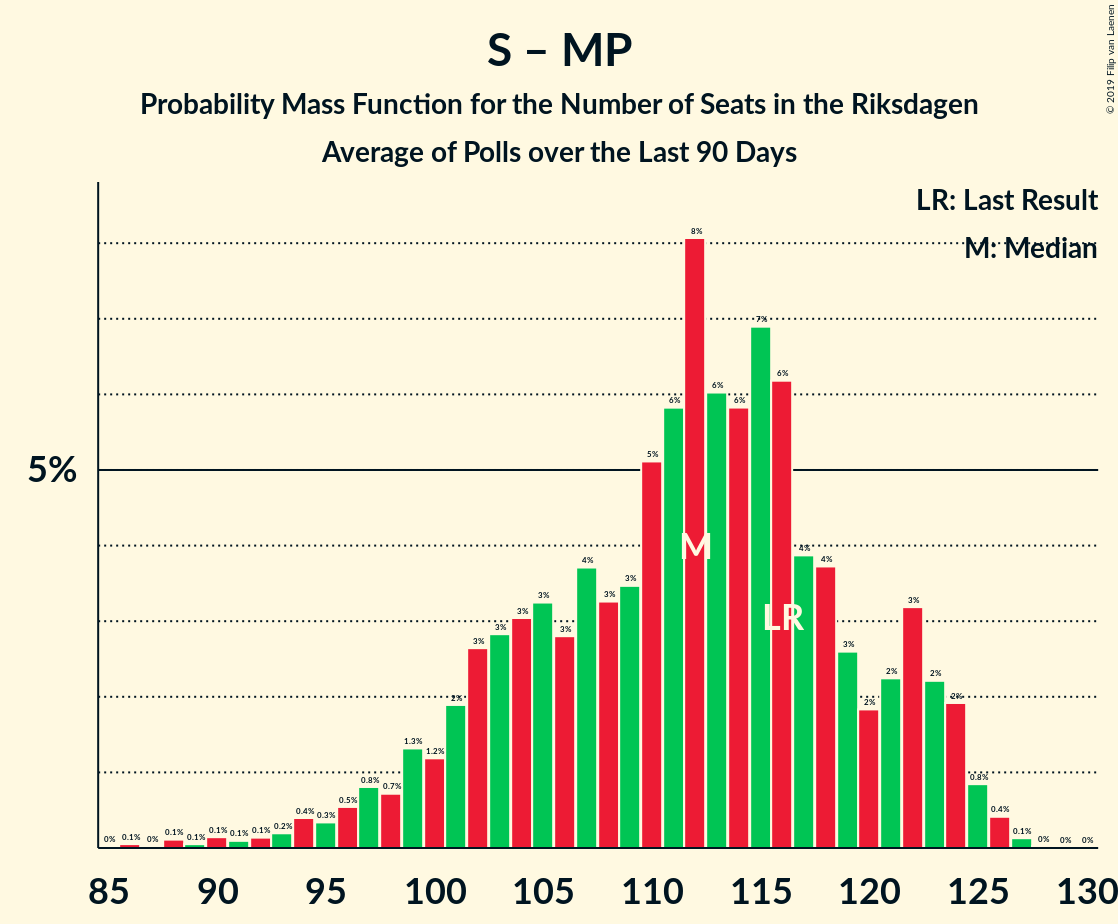 S – MP
Probability Mass Function for the Number of Seats in the Riksdagen
Average of Polls over the Last 90 Days
© 2019 Filip van Laenen
LR: Last Result
M: Median
5%
0% 0.1% 0% 0.1% 0.1% 0.1% 0.1% 0.1% 0.2% 0.4% 0.3% 0.5% 0.8% 0.7% 1.3% 1.2% 2% 3% 3% 3% 3% 3% 4% 3% 3% 5% 6% 8% 6% 6% 7% 6% 4% 4% 3% 2% 2% 3% 2% 2% 0.8% 0.4% 0.1% 0% 0% 0%
M
LR
85 90 95 100 105 110 115 120 125 130